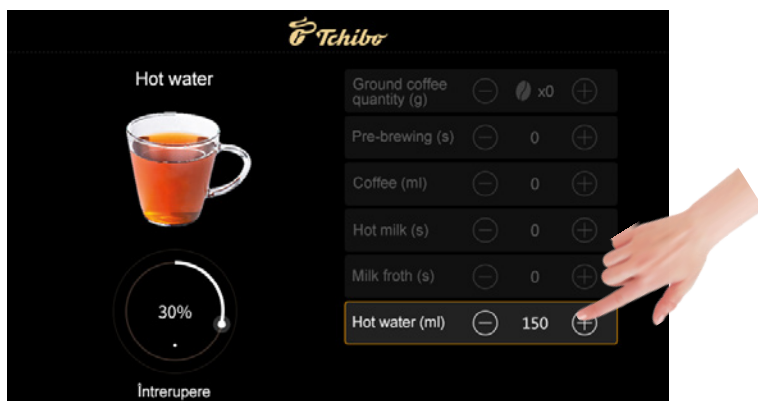 Tchibo
Hot water
Ground coffee
quantity (g)
x0
Pre-brewing (s)
0
Coffee (ml)
0
Hot milk (s)
0
Milk froth (s)
0
Hot water (ml)
150
30%
Întrerupere